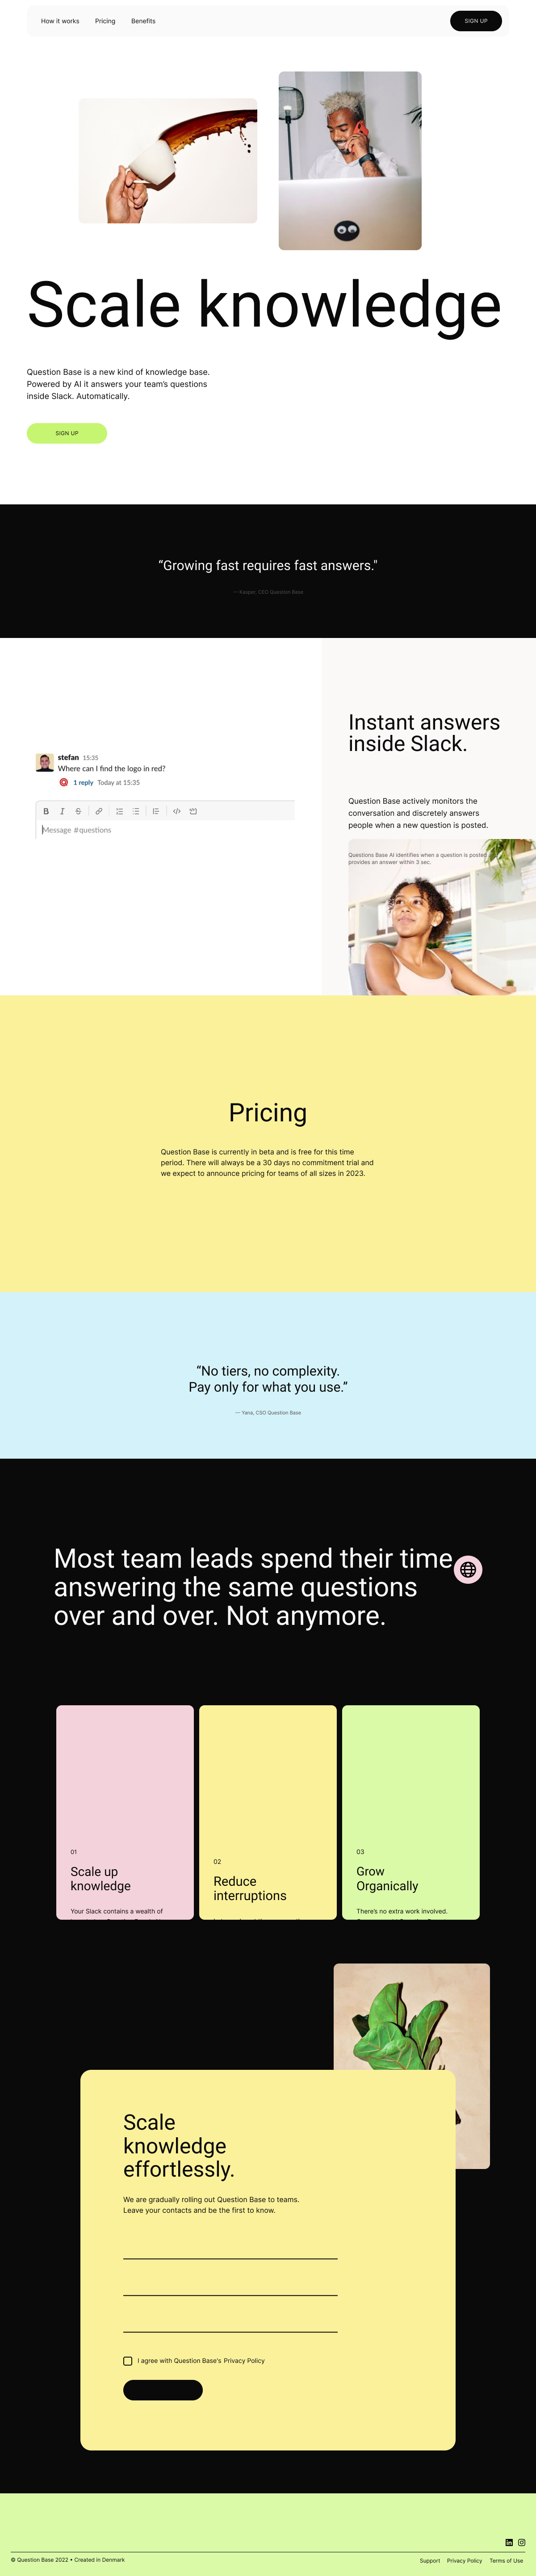 How it works
Pricing
Benefits
SIGN UP
Scale knowledge
Question Base is a new kind of knowledge base.
Powered by AI it answers your team's questions
inside Slack. Automatically.
SIGN UP
“Growing fast requires fast answers."
— Kasper, CEO Question Base
stefan 15:35
Where can I find the logo in red?
1 reply Today at 15:35
Message #questions
Instant answers
inside Slack.
Question Base actively monitors the
conversation and discretely answers
people when a new question is posted.
Questions Base AI identifies when a question is posted
provides an answer within 3 sec.
Pricing
Question Base is currently in beta and is free for this time
period. There will always be a 30 days no commitment trial and
we expect to announce pricing for teams of all sizes in 2023.
“No tiers, no complexity.
Pay only for what you use.”
— Yana, CSO Question Base
Most team leads spend their time
answering the same questions
over and over. Not anymore.
01
Scale up
knowledge
Your Slack contains a wealth of
02
Reduce
interruptions
03
Grow
Organically
There's no extra work involved.
Scale
knowledge
effortlessly.
We are gradually rolling out Question Base to teams.
Leave your contacts and be the first to know.
I agree with Question Base's Privacy Policy
© Question Base 2022 • Created in Denmark
Support
Privacy Policy
Terms of Use